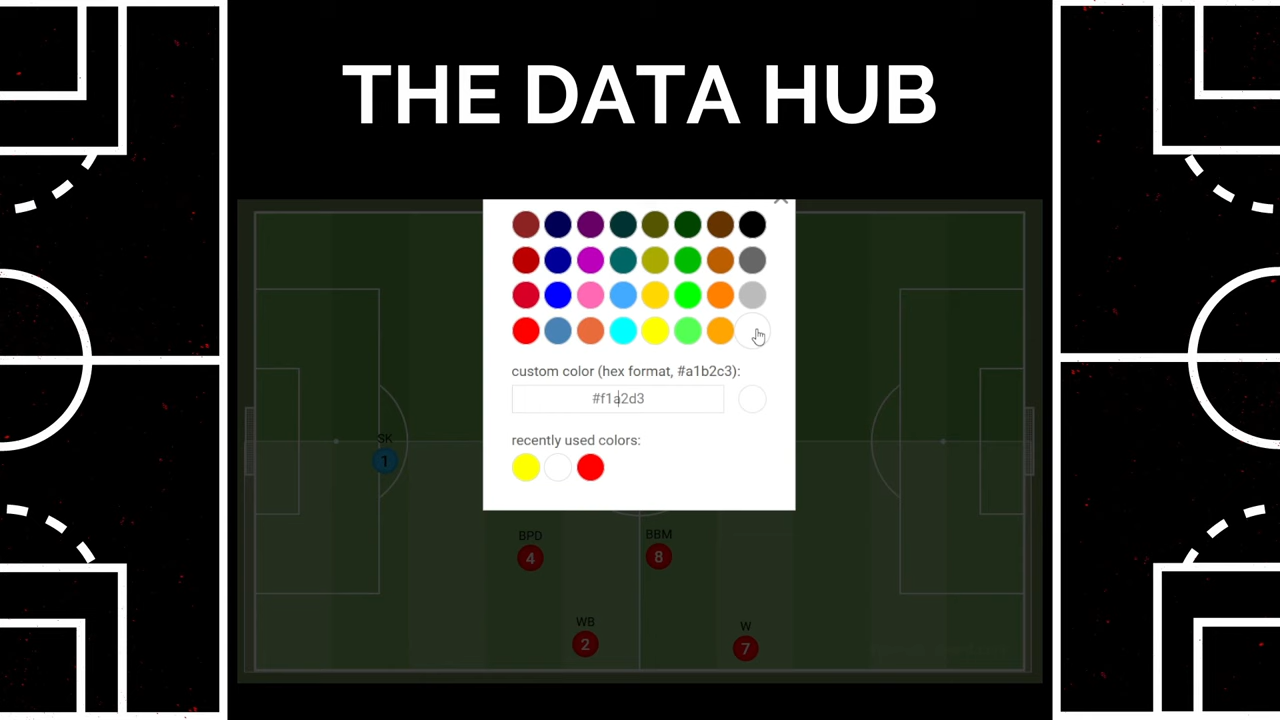 THE DATA HUB
custom color (hex format, #a1b2c3):
#f1a2d3
recently used colors:
SK
1
BPD
4
BBM
8
WB
2
W
7